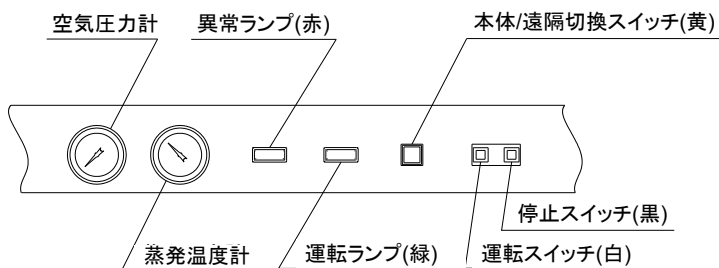 空気圧力計
異常ランプ(赤)
本体/遠隔切換スイッチ(黄)
停止スイッチ(黒)
蒸発温度計
運転ランプ(緑)
運転スイッチ(白)